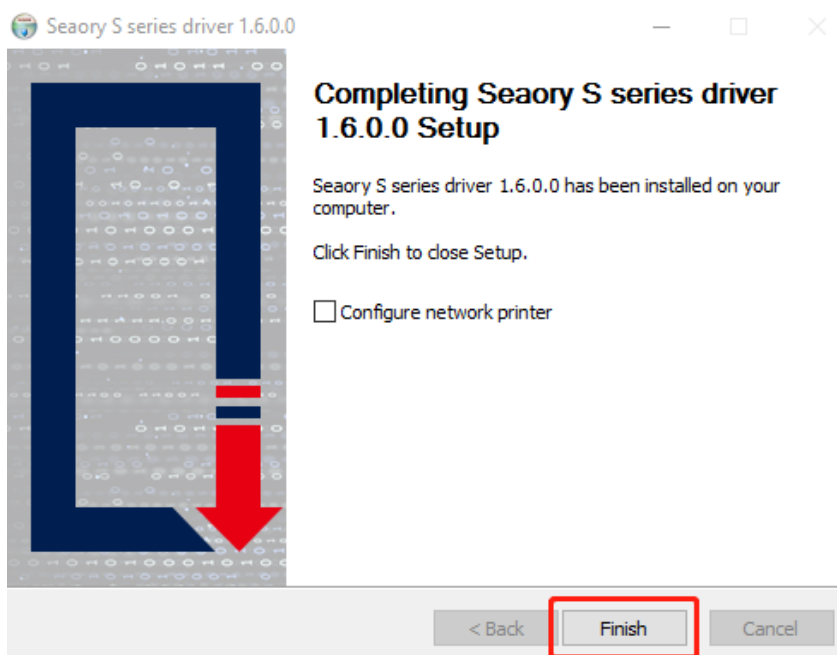 Seaory S series driver 1.6.0.0
Completing Seaory S series driver
1.6.0.0 Setup
Seaory S series driver 1.6.0.0 has been installed on your
computer.
Click Finish to close Setup.
Configure network printer
< Back
Finish
Cancel